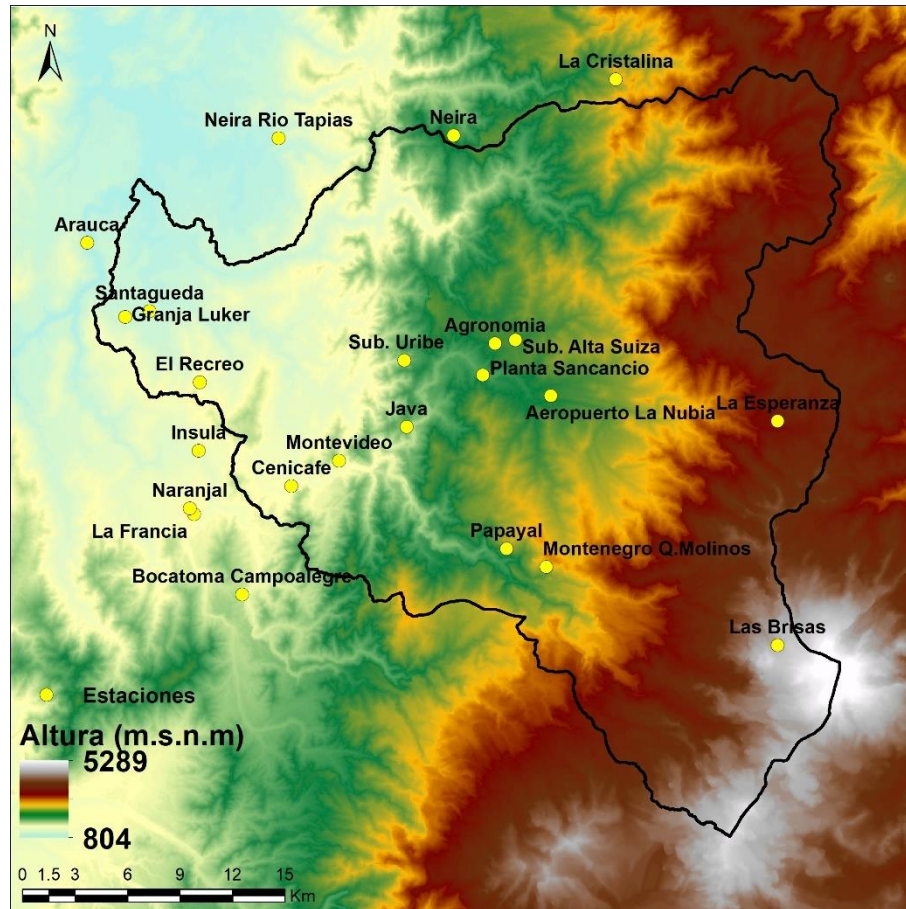 N
La Cristalina
Neira Rio Tapias
Neira
Arauca
Santagueda
Granja Luker
Agronomia
Sub. Uribe
Sub. Alta Suiza
El Recreo
Planta Sancancio
Aeropuerto La Nubia
La Esperanza
Java
Insula
Montevideo
Cenicafe
Naranjal
La Francia
Papayal
Montenegro Q.Molinos
Bocatoma Campoalegre
Las Brisas
Estaciones
Altura (m.s.n.m)
5289
804
0 1.5 3 6 9 12 15
Km